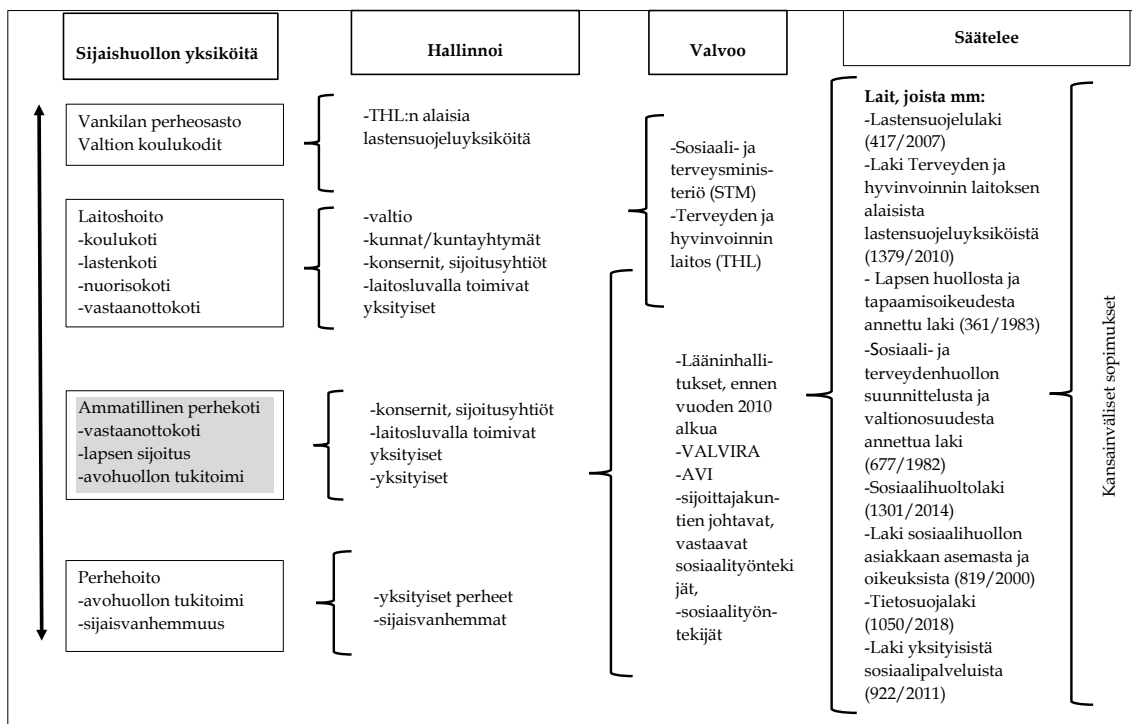 Sijaishuollon yksiköitä
Vankilan perheosasto
Valtion koulukodit
Laitoshoito
-koulukoti
-lastenkoti
-nuorisokoti
-vastaanottokoti
Ammatillinen perhekoti
-vastaanottokoti
-lapsen sijoitus
-avohuollon tukitoimi
Perhehoito
-avohuollon tukitoimi
-sijaisvanhemmuus
Hallinnoi
-THL:n alaisia
lastensuojeluyksiköitä
-valtio
-kunnat/kuntayhtymät
-konsernit, sijoitusyhtiöt
-laitosluvalla toimivat
yksityiset
-konsernit, sijoitusyhtiöt
-laitosluvalla toimivat
yksityiset
-yksityiset
-yksityiset perheet
-sijaisvanhemmat
Valvoo
-Sosiaali- ja
terveysminis-
teriö (STM)
-Terveyden ja
hyvinvoinnin
laitos (THL)
-Lääninhalli-
tukset, ennen
vuoden 2010
alkua
-VALVIRA
-AVI
-sijoittajakun-
tien johtavat,
vastaavat
sosiaalityönteki
jät,
-sosiaalityön-
tekijät
Säätelee
Lait, joista mm:
-Lastensuojelulaki
(417/2007)
-Laki Terveyden ja
hyvinvoinnin laitoksen
alaisista
lastensuojeluyksiköistä
(1379/2010)
- Lapsen huollosta ja
tapaamisoikeudesta
annettu laki (361/1983)
-Sosiaali- ja
terveydenhuollon
suunnittelusta ja
valtionosuudesta
annettua laki
(677/1982)
-Sosiaalihuoltolaki
(1301/2014)
-Laki sosiaalihuollon
asiakkaan asemasta ja
oikeuksista (819/2000)
-Tietosuojalaki
(1050/2018)
-Laki yksityisistä
sosiaalipalveluista
(922/2011)
Kansainväliset sopimukset